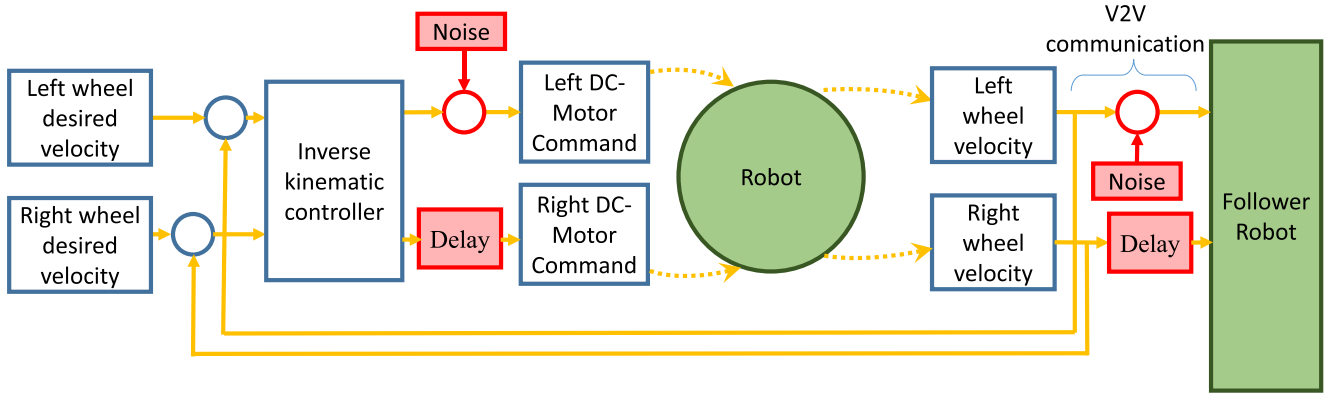 V2V
communication
Noise
Left wheel
desired
velocity
Right wheel
desired
velocity
Inverse
kinematic
controller
Delay
Left DC-
Motor
Command
Right DC-
Motor
Command
Robot
Left
wheel
velocity
Right
wheel
velocity
Noise
Delay
Follower
Robot